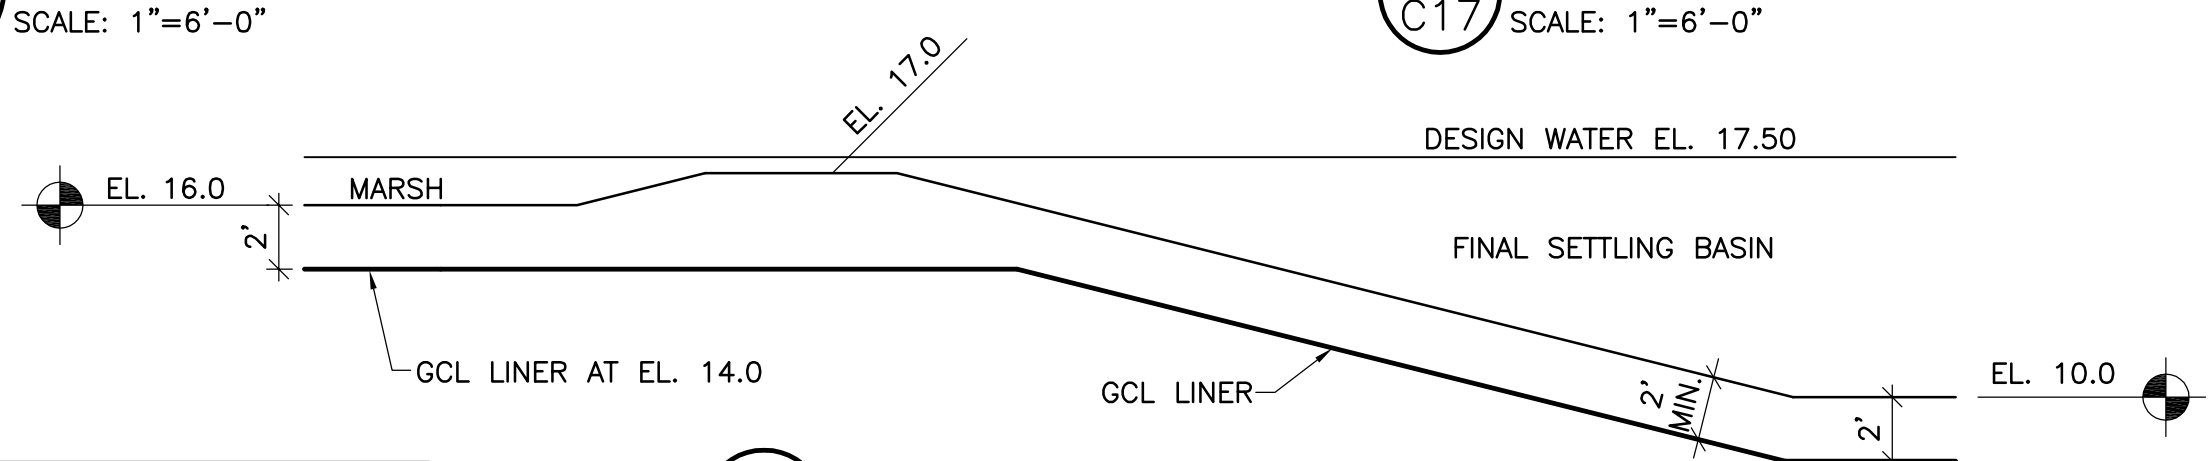 SCALE: 1"=6'-0"
C17
SCALE: 1"=6'-0"
EL. 17.0
DESIGN WATER EL. 17.50
EL. 16.0
MARSH
2'
FINAL SETTLING BASIN
GCL LINER AT EL. 14.0
GCL LINER
2'
MIN.
EL. 10.0
2'